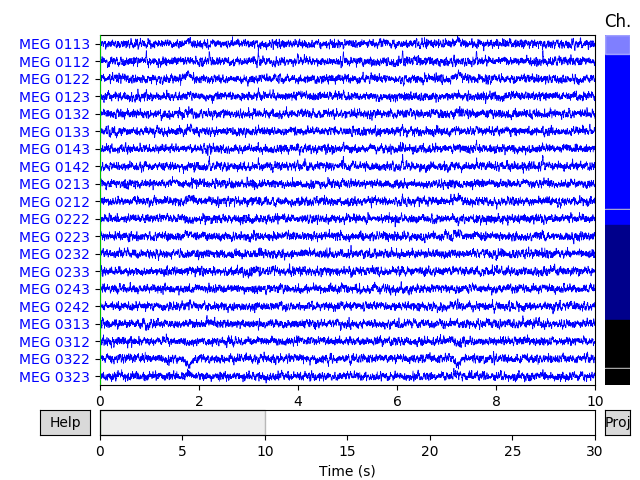 Ch.
MEG 0113
MEG 0112
MEG 0122
MEG 0123
MEG 0132
MEG 0133
MEG 0143
MEG 0142
MEG 0213
MEG 0212
MEG 0222
MEG 0223
MEG 0232
MEG 0233
MEG 0243
MEG 0242
MEG 0313
MEG 0312
MEG 0322
MEG 0323
0 2 4 6 8 10
Help Proj
0 5 10 15 20 25 30
Time (s)